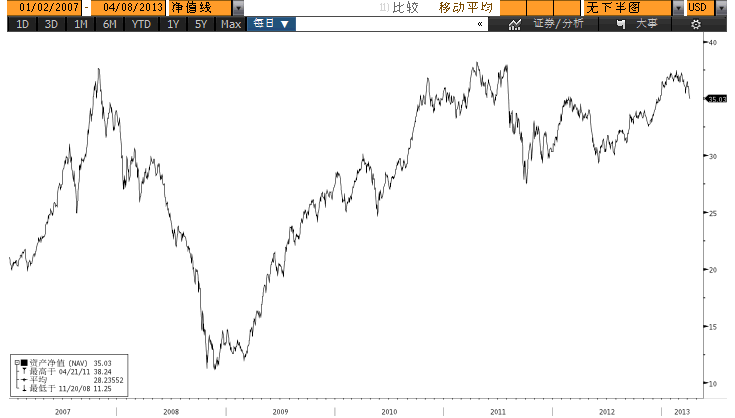 01/02/2007 - 04/08/2013 净值线 11) 比较 移动平均 无下半图 USD
1D 3D 1M 6M YTD 1Y 5Y Max 每日 ▼ « 证券/分析 大事
40
35.03
30
25
20
15
10
资产净值 (NAV) 35.03
最高于 04/21/11 38.24
平均 28.23552
最低于 11/20/08 11.25
2007 2008 2009 2010 2011 2012 2013